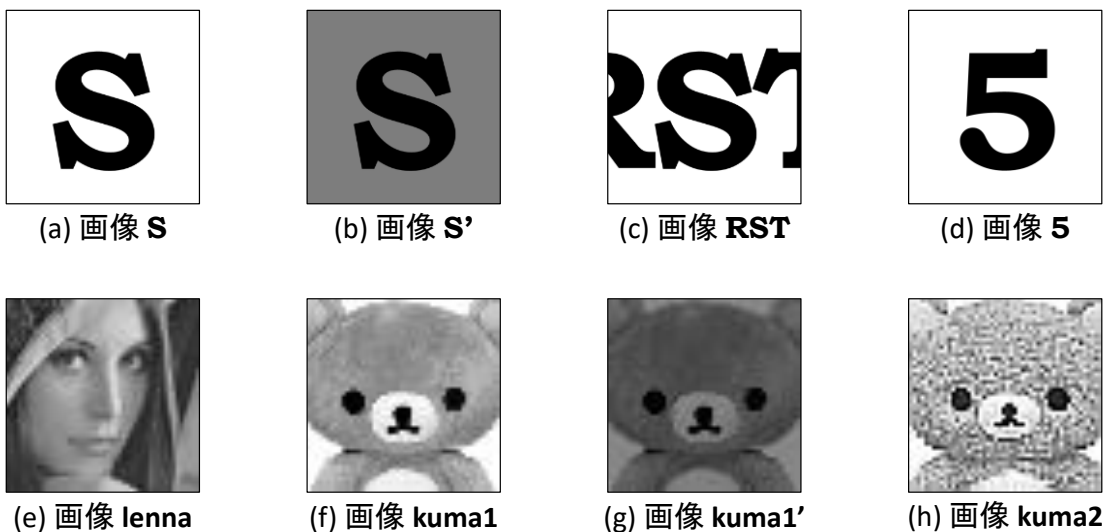 S
S
RST
5
(a) 画像 S
(b) 画像 S’
(c) 画像 RST
(d) 画像 5
(e) 画像 lenna
(f) 画像 kuma1
(g) 画像 kuma1’
(h) 画像 kuma2